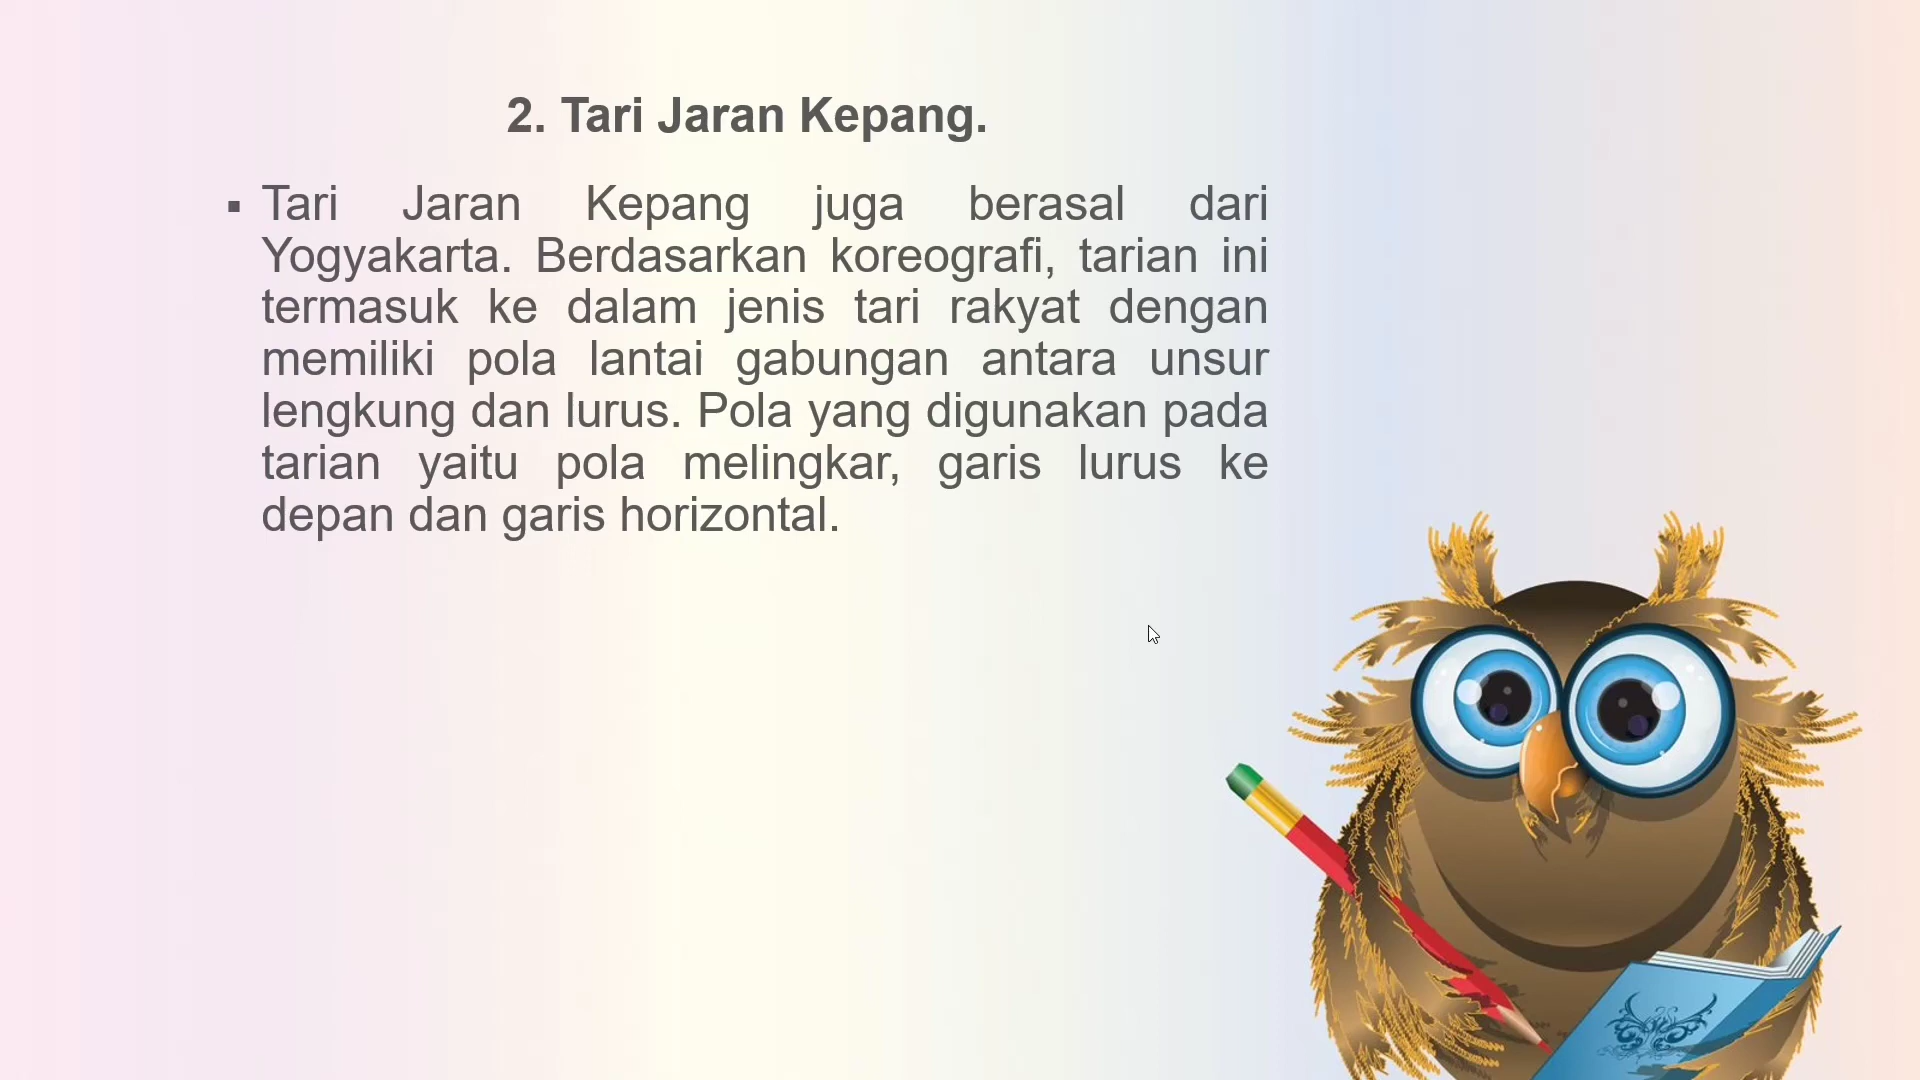 2. Tari Jaran Kepang.
▪ Tari Jaran Kepang juga berasal dari
Yogyakarta. Berdasarkan koreografi, tarian ini
termasuk ke dalam jenis tari rakyat dengan
memiliki pola lantai gabungan antara unsur
lengkung dan lurus. Pola yang digunakan pada
tarian yaitu pola melingkar, garis lurus ke
depan dan garis horizontal.